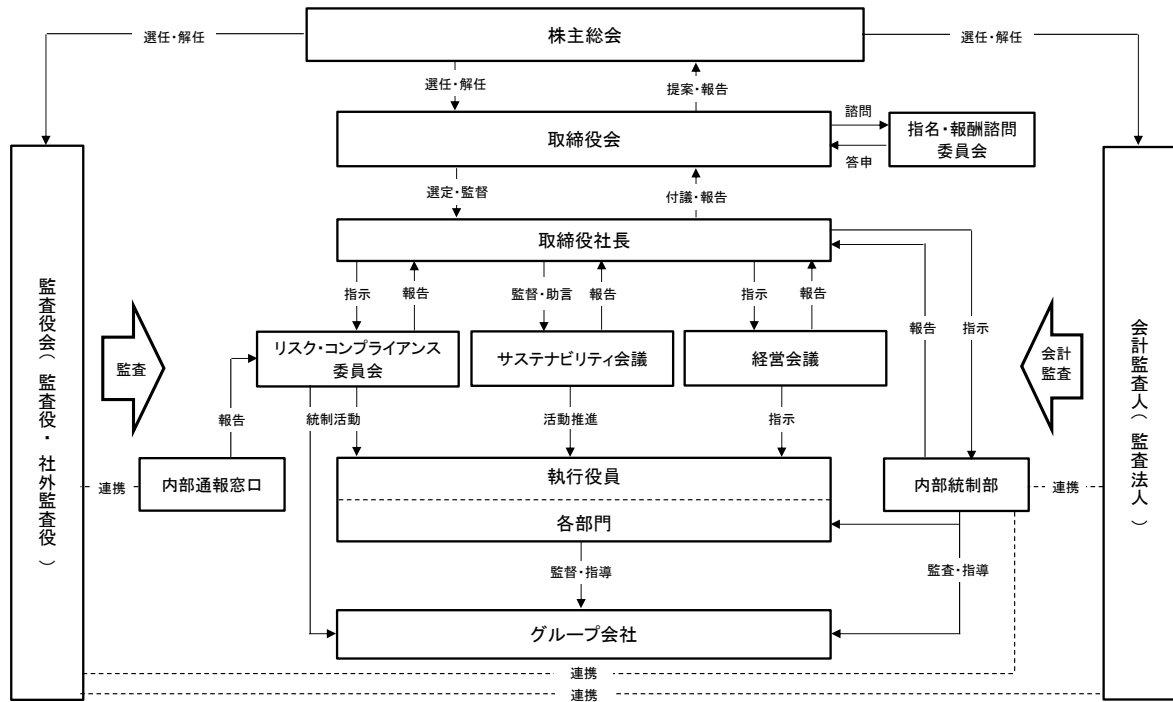 選任・解任
株主総会
選任・解任
選任・解任
提案・報告
取締役会
諮問
答申
指名・報酬諮問
委員会
選定・監督
付議・報告
取締役社長
指示
報告
監督・助言
報告
指示
報告
報告
指示
リスク・コンプライアンス
委員会
サステナビリティ会議
経営会議
監査
会計
監査
監査役会（監査役・社外監査役）
会計監査人（監査法人）
報告
統制活動
活動推進
指示
連携
内部通報窓口
執行役員
各部門
内部統制部
連携
監督・指導
監査・指導
グループ会社
連携
連携